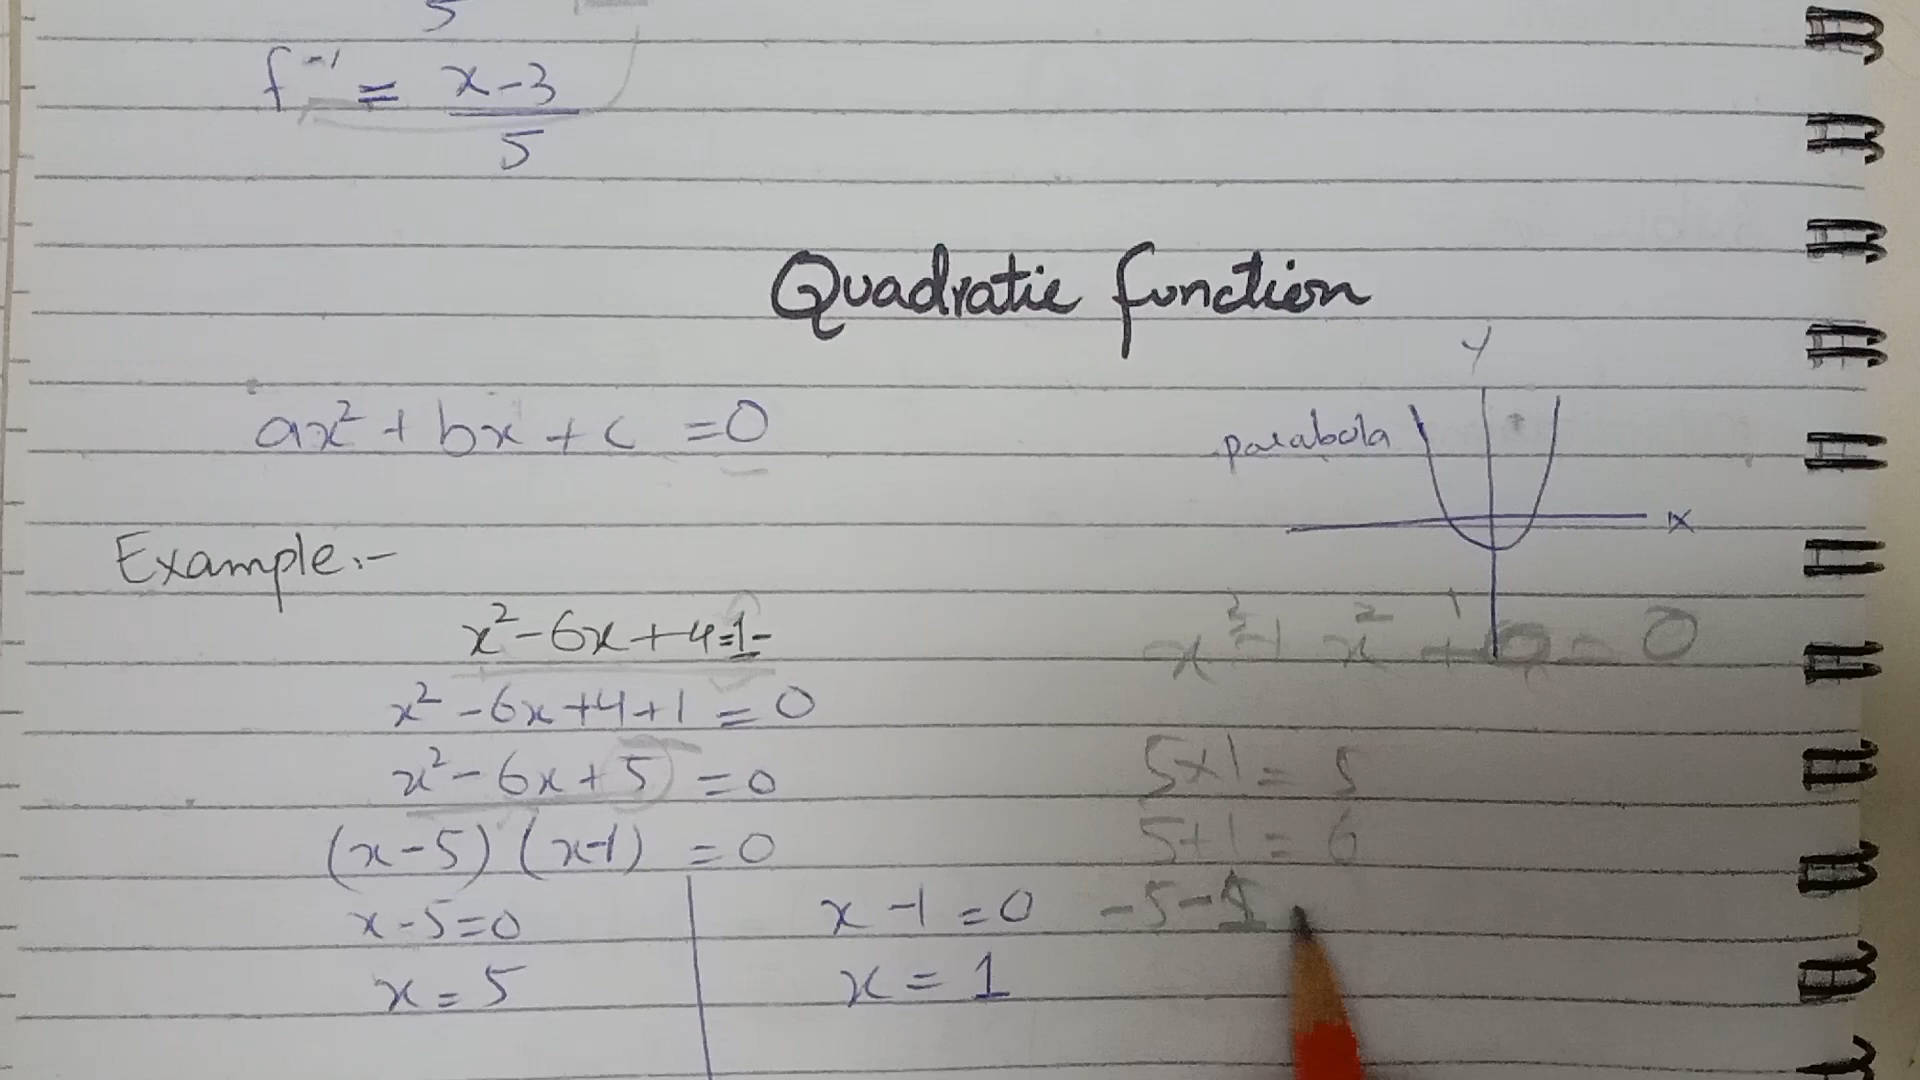 5
f⁻¹ = x-3
5
Quadratic function
y
ax² + bx + c = 0
parabola
x
Example:-
x² - 6x + 4 = 1-
x² - 6x + 4 + 1 = 0
x² - 6x + 5 = 0
5×1 = 5
(x-5) (x-1) = 0
5+1 = 6
x - 5 = 0
x - 1 = 0
-5-1
x = 5
x = 1